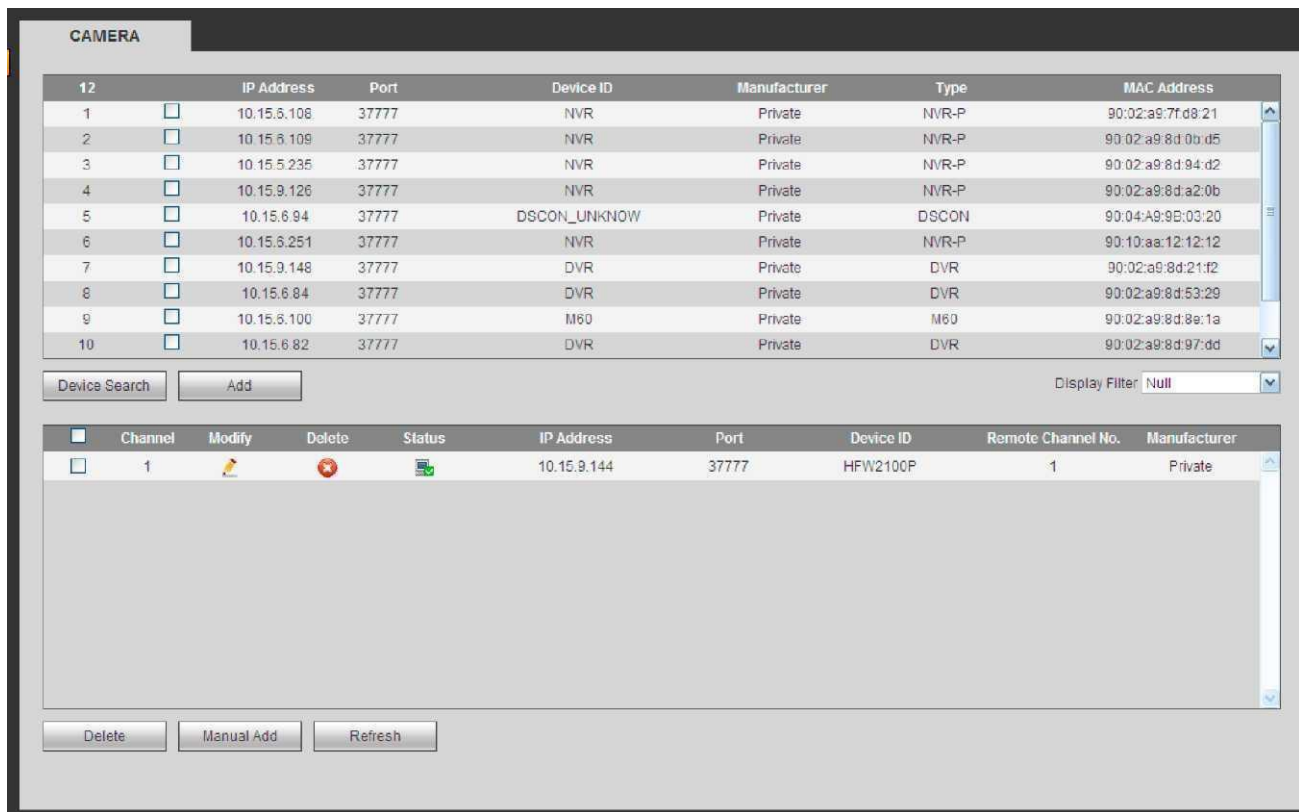 CAMERA
12 IP Address Port Device ID Manufacturer Type MAC Address
1 10.15.6.108 37777 NVR Private NVR-P 90:02:a9:7f:d8:21
2 10.15.6.109 37777 NVR Private NVR-P 90:02:a9:8d:0b:d5
3 10.15.5.235 37777 NVR Private NVR-P 90:02:a9:8d:94:d2
4 10.15.9.126 37777 NVR Private NVR-P 90:02:a9:8d:a2:0b
5 10.15.6.94 37777 DSCON_UNKNOW Private DSCON 90:04:A9:9B:03:20
6 10.15.6.251 37777 NVR Private NVR-P 90:10:aa:12:12:12
7 10.15.9.148 37777 DVR Private DVR 90:02:a9:8d:21:f2
8 10.15.6.84 37777 DVR Private DVR 90:02:a9:8d:53:29
9 10.15.6.100 37777 M60 Private M60 90:02:a9:8d:8e:1a
10 10.15.6.82 37777 DVR Private DVR 90:02:a9:8d:97:dd
Device Search Add Display Filter Null
Channel Modify Delete Status IP Address Port Device ID Remote Channel No. Manufacturer
1 10.15.9.144 37777 HFW2100P 1 Private
Delete Manual Add Refresh